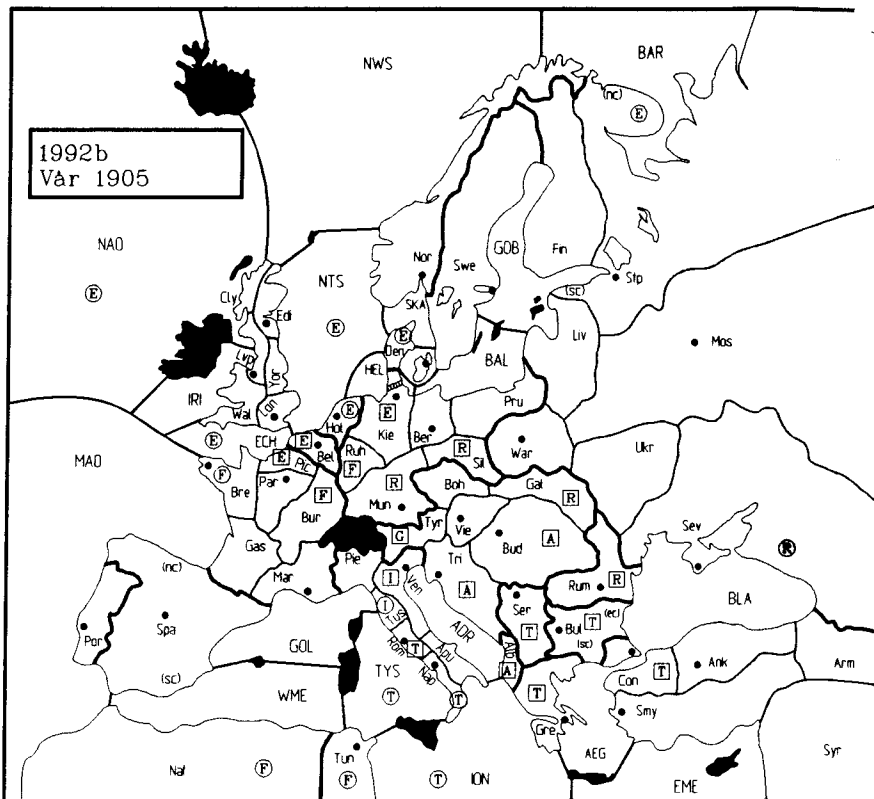 NWS
BAR
(nc)
E
1992b
Vår 1905
NAO
E
NTS
E
Nor
Swe
GOB
Fin
Stp
(sc)
Cly
Edi
SKA
E
Den
Liv
Mos
Lvp
Yor
HEL
BAL
IRI
Wal
Lon
Hol
E
E
Kie
Ber
Pru
MAO
E
ECH
E
Bel
Ruh
R
Sil
War
Ukr
F
E
Pic
F
Boh
Gal
Bre
Par
F
R
R
Bur
Mun
Tyr
Vie
Sev
Gas
G
Bud
A
R
(nc)
Mar
Pie
I
Ven
Tri
A
Rum
R
BLA
I
Tus
Ser
(ec)
Por
Spa
GOL
ADR
T
Bul
T
Rom
T
Apu
Alb
(sc)
Con
T
Ank
Arm
(sc)
TYS
Nap
A
T
WME
T
T
Smy
Gre
Tun
AEG
Syr
Naf
F
F
T
ION
EME